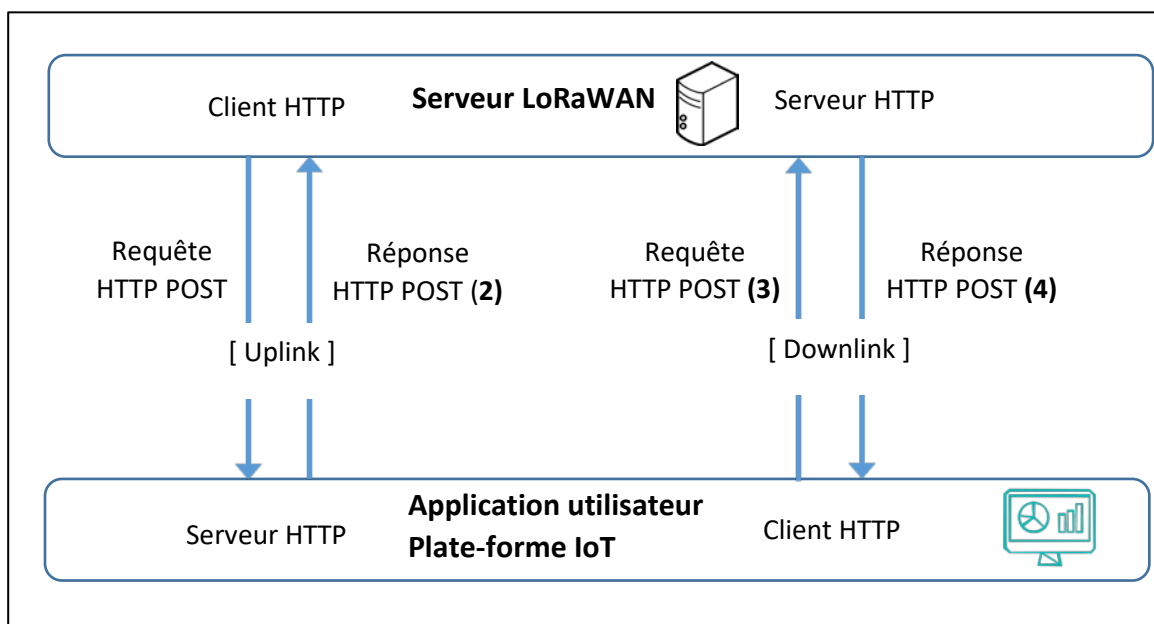 Client HTTP
Serveur LoRaWAN
Serveur HTTP
Requête
HTTP POST
Réponse
HTTP POST (2)
Requête
HTTP POST (3)
Réponse
HTTP POST (4)
[ Uplink ]
[ Downlink ]
Serveur HTTP
Application utilisateur
Plate-forme IoT
Client HTTP